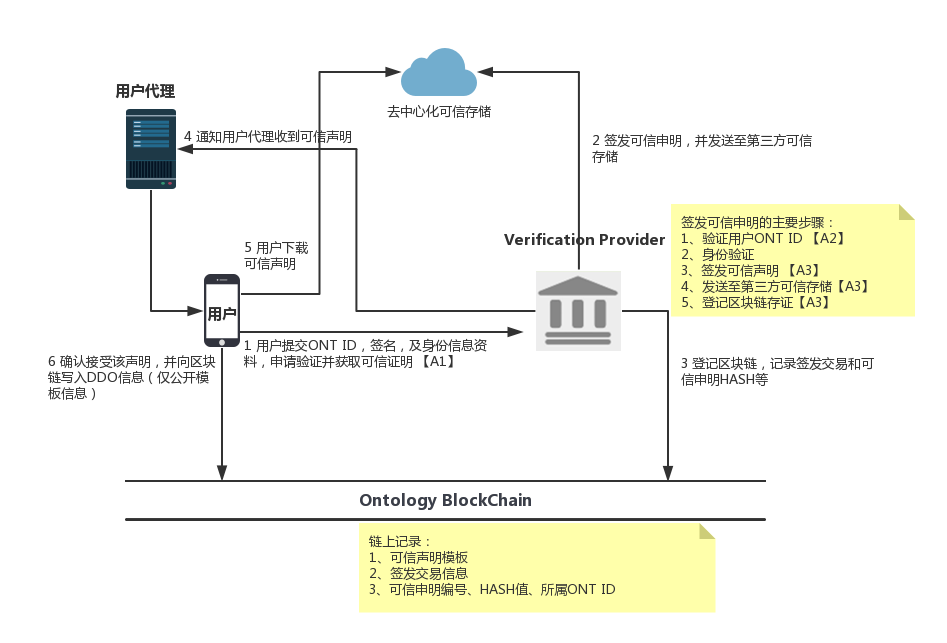 用户代理
去中心化可信存储
4 通知用户代理收到可信声明
2 签发可信申明，并发送至第三方可信
存储
签发可信申明的主要步骤：
1、验证用户ONT ID 【A2】
2、身份验证
3、签发可信声明 【A3】
4、发送至第三方可信存储【A3】
5、登记区块链存证【A3】
Verification Provider
5 用户下载
可信声明
用户
1 用户提交ONT ID，签名，及身份信息资
料，申请验证并获取可信证明 【A1】
6 确认接受该声明，并向区块
链写入DDO信息（仅公开模
板信息）
3 登记区块链，记录签发交易和可
信申明HASH等
Ontology BlockChain
链上记录：
1、可信声明模板
2、签发交易信息
3、可信申明编号、HASH值、所属ONT ID